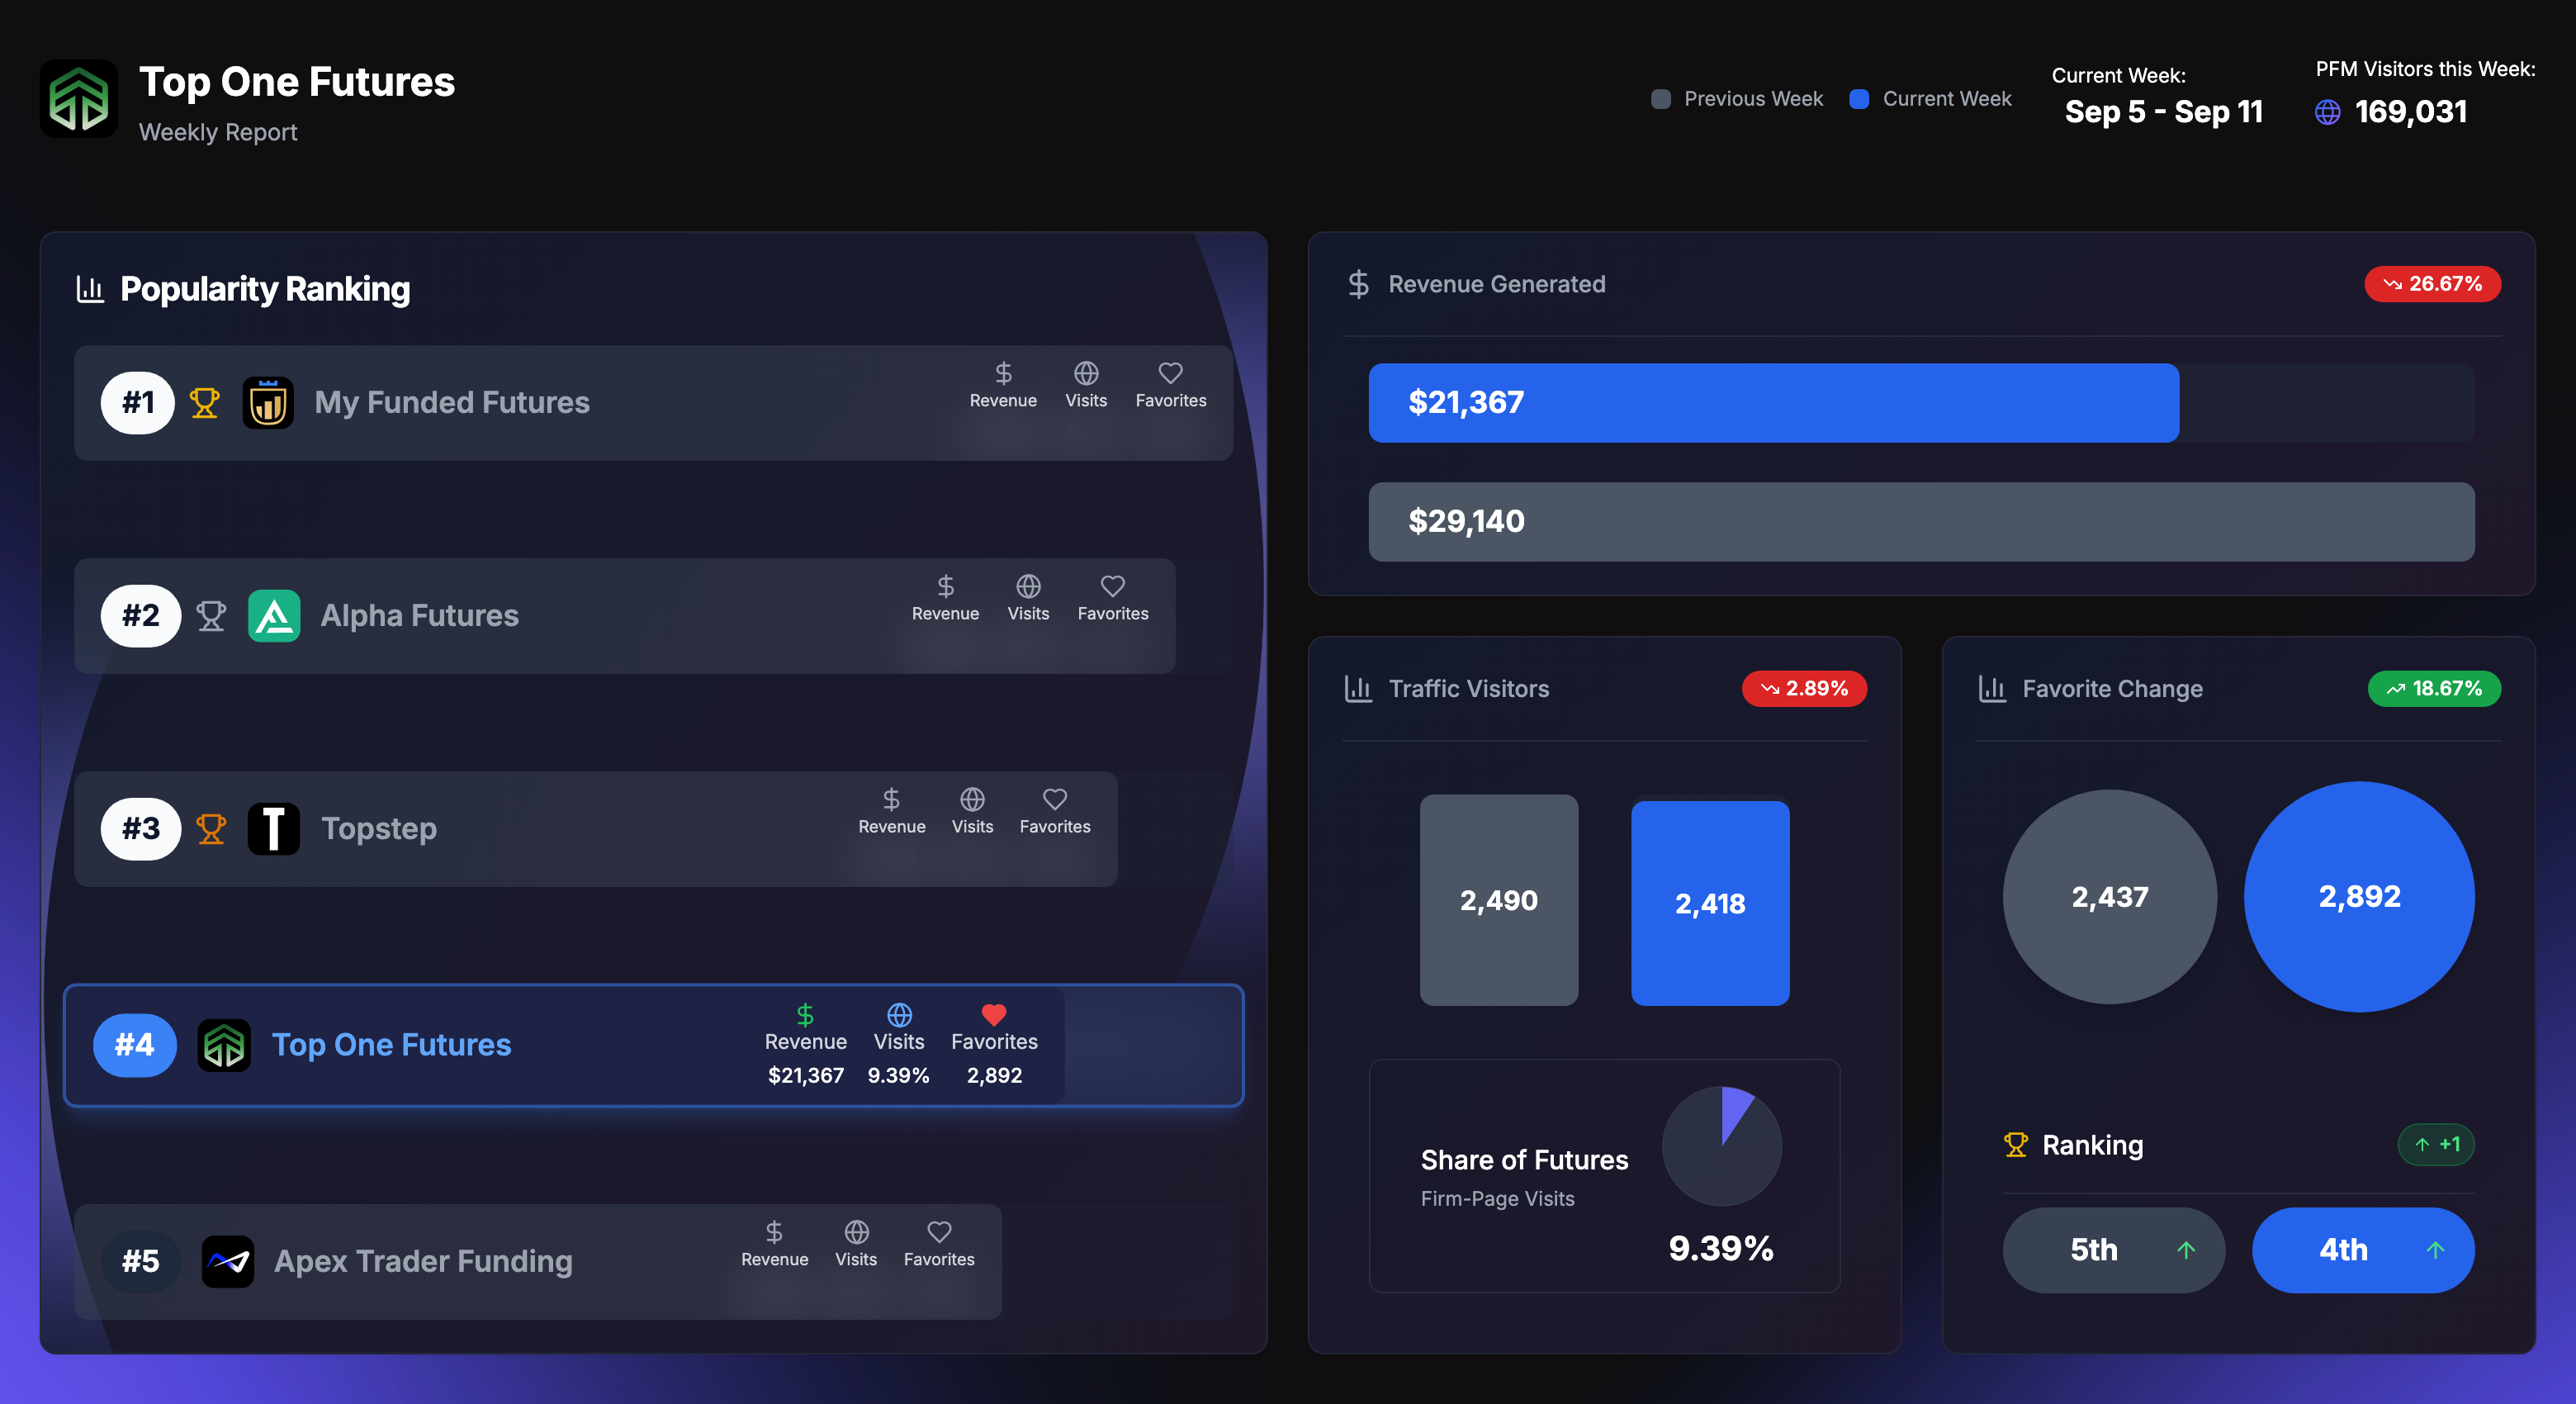 Top One Futures
Weekly Report
Previous Week
Current Week
Current Week:
Sep 5 - Sep 11
PFM Visitors this Week:
169,031
Popularity Ranking
#1 My Funded Futures
Revenue Visits Favorites
#2 Alpha Futures
Revenue Visits Favorites
#3 T Topstep
Revenue Visits Favorites
#4 Top One Futures
Revenue Visits Favorites
$21,367 9.39% 2,892
#5 Apex Trader Funding
Revenue Visits Favorites
$ Revenue Generated
26.67%
$21,367
$29,140
Traffic Visitors
2.89%
2,490
2,418
Share of Futures
Firm-Page Visits
9.39%
Favorite Change
18.67%
2,437
2,892
Ranking
+1
5th
4th